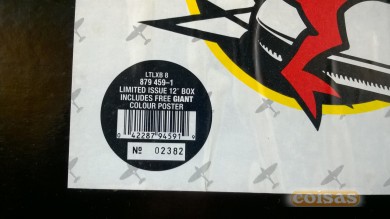 LTLXB 8
879 459-1
LIMITED ISSUE 12' BOX
INCLUDES FREE GIANT
COLOUR POSTER
0 42287 94591 9
Nº 02382
coisas